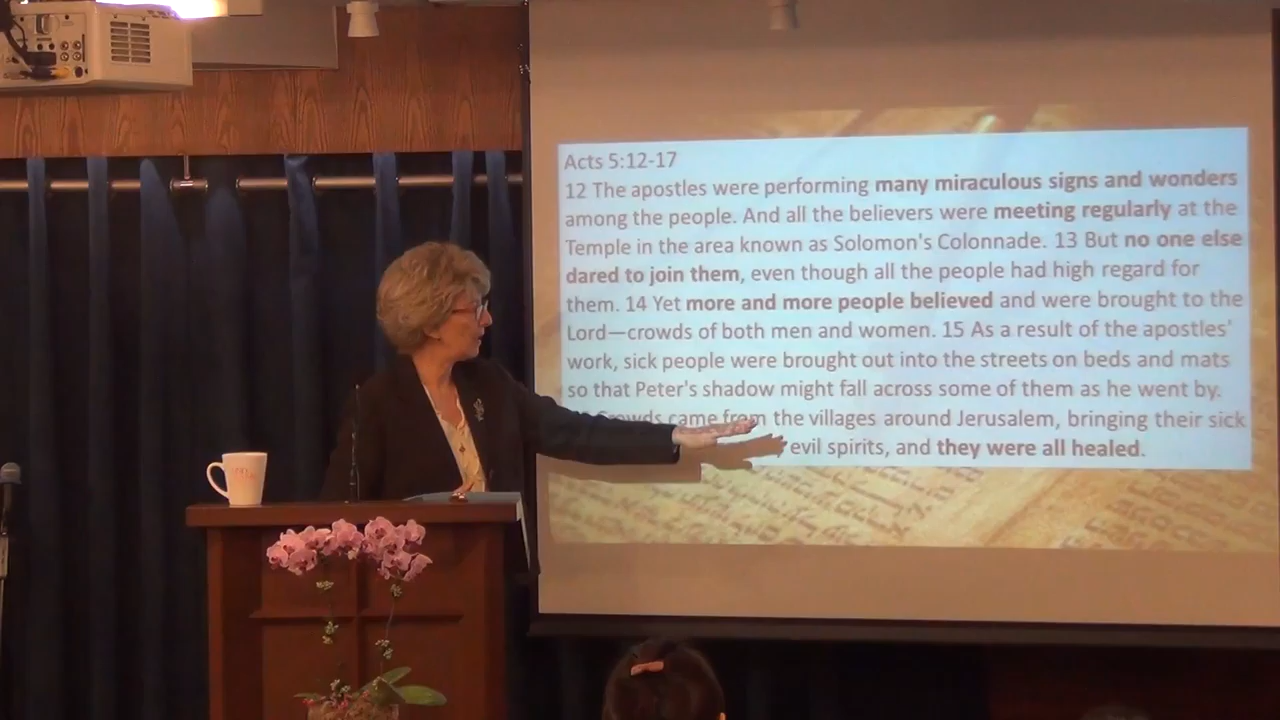 Acts 5:12-17
12 The apostles were performing many miraculous signs and wonders
among the people. And all the believers were meeting regularly at the
Temple in the area known as Solomon's Colonnade. 13 But no one else
dared to join them, even though all the people had high regard for
them. 14 Yet more and more people believed and were brought to the
Lord—crowds of both men and women. 15 As a result of the apostles'
work, sick people were brought out into the streets on beds and mats
so that Peter's shadow might fall across some of them as he went by.
Crowds came from the villages around Jerusalem, bringing their sick
evil spirits, and they were all healed.